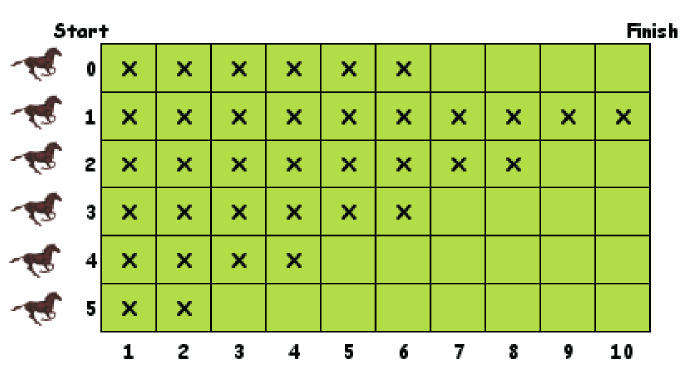 Start Finish
0 × × × × × ×
1 × × × × × × × × × ×
2 × × × × × × × ×
3 × × × × × ×
4 × × × ×
5 × ×
1 2 3 4 5 6 7 8 9 10